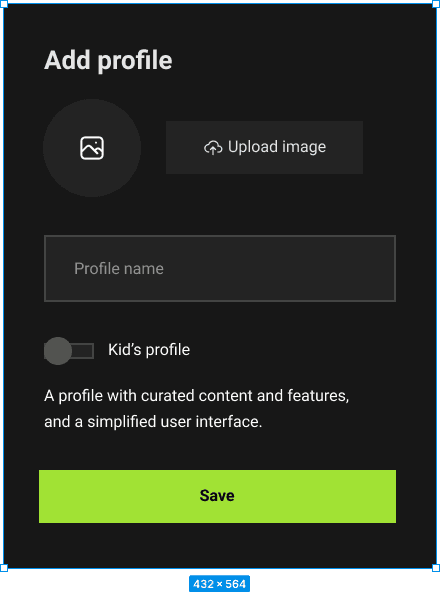 Add profile
Upload image
Profile name
Kid’s profile
A profile with curated content and features,
and a simplified user interface.
Save
432 × 564